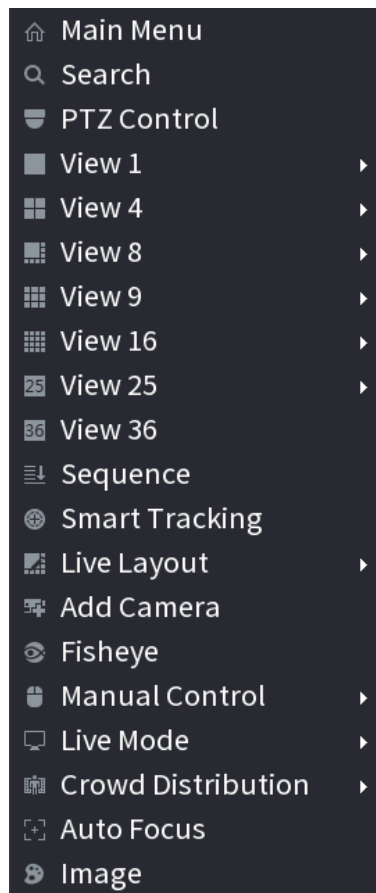 Main Menu
Search
PTZ Control
View 1
View 4
View 8
View 9
View 16
25 View 25
36 View 36
Sequence
Smart Tracking
Live Layout
Add Camera
Fisheye
Manual Control
Live Mode
Crowd Distribution
Auto Focus
Image